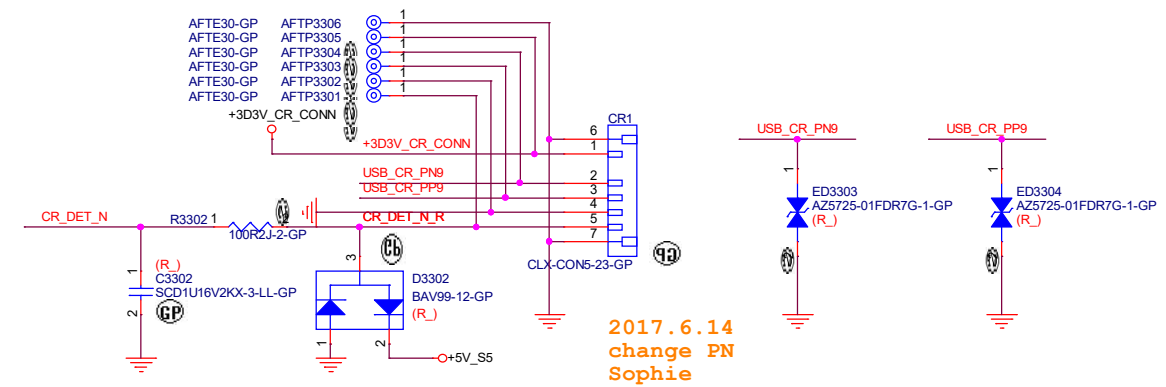 AFTE30-GP AFTP3306 1
AFTE30-GP AFTP3305 1
AFTE30-GP AFTP3304 1
AFTE30-GP AFTP3303 1
AFTE30-GP AFTP3302 1
AFTE30-GP AFTP3301 1
+3D3V_CR_CONN
CR1
+3D3V_CR_CONN
6
1
USB_CR_PN9
2
USB_CR_PP9
3
4
5
7
CR_DET_N
R3302 1
100R2J-2-GP
CR_DET_N_R
CLX-CON5-23-GP
GP
1
(R_)
C3302
SCD1U16V2KX-3-LL-GP
2
GP
3
D3302
BAV99-12-GP
(R_)
1
2
+5V_S5
2017.6.14
change PN
Sophie
USB_CR_PN9
1
ED3303
AZ5725-01FDR7G-1-GP
(R_)
USB_CR_PP9
1
ED3304
AZ5725-01FDR7G-1-GP
(R_)